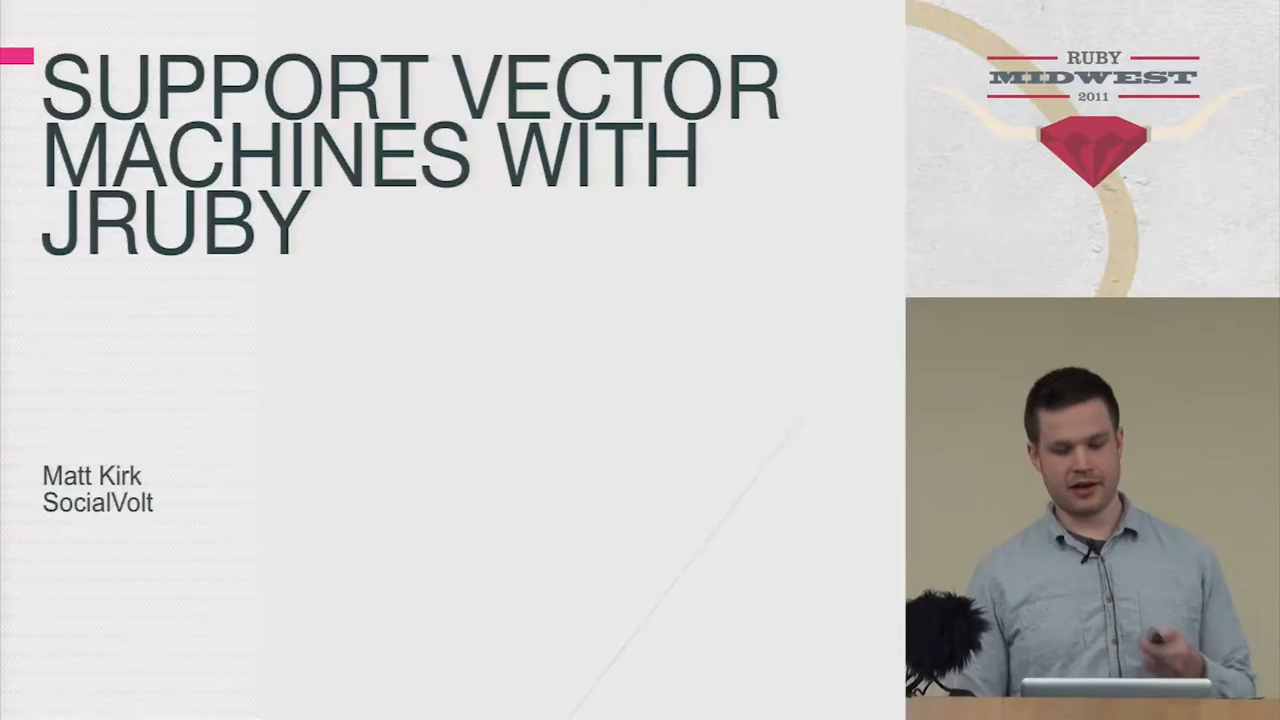 SUPPORT VECTOR
MACHINES WITH
JRUBY
Matt Kirk
SocialVolt
RUBY
MIDWEST
2011